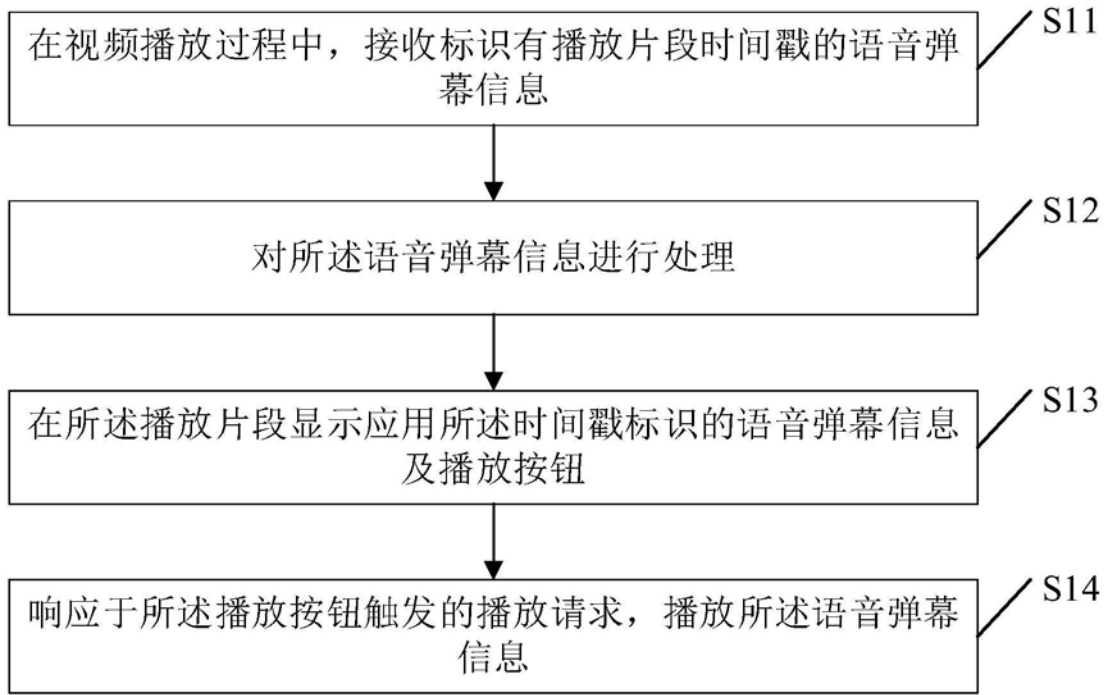 S11
在视频播放过程中，接收标识有播放片段时间戳的语音弹
幕信息
S12
对所述语音弹幕信息进行处理
S13
在所述播放片段显示应用所述时间戳标识的语音弹幕信息
及播放按钮
S14
响应于所述播放按钮触发的播放请求，播放所述语音弹幕
信息